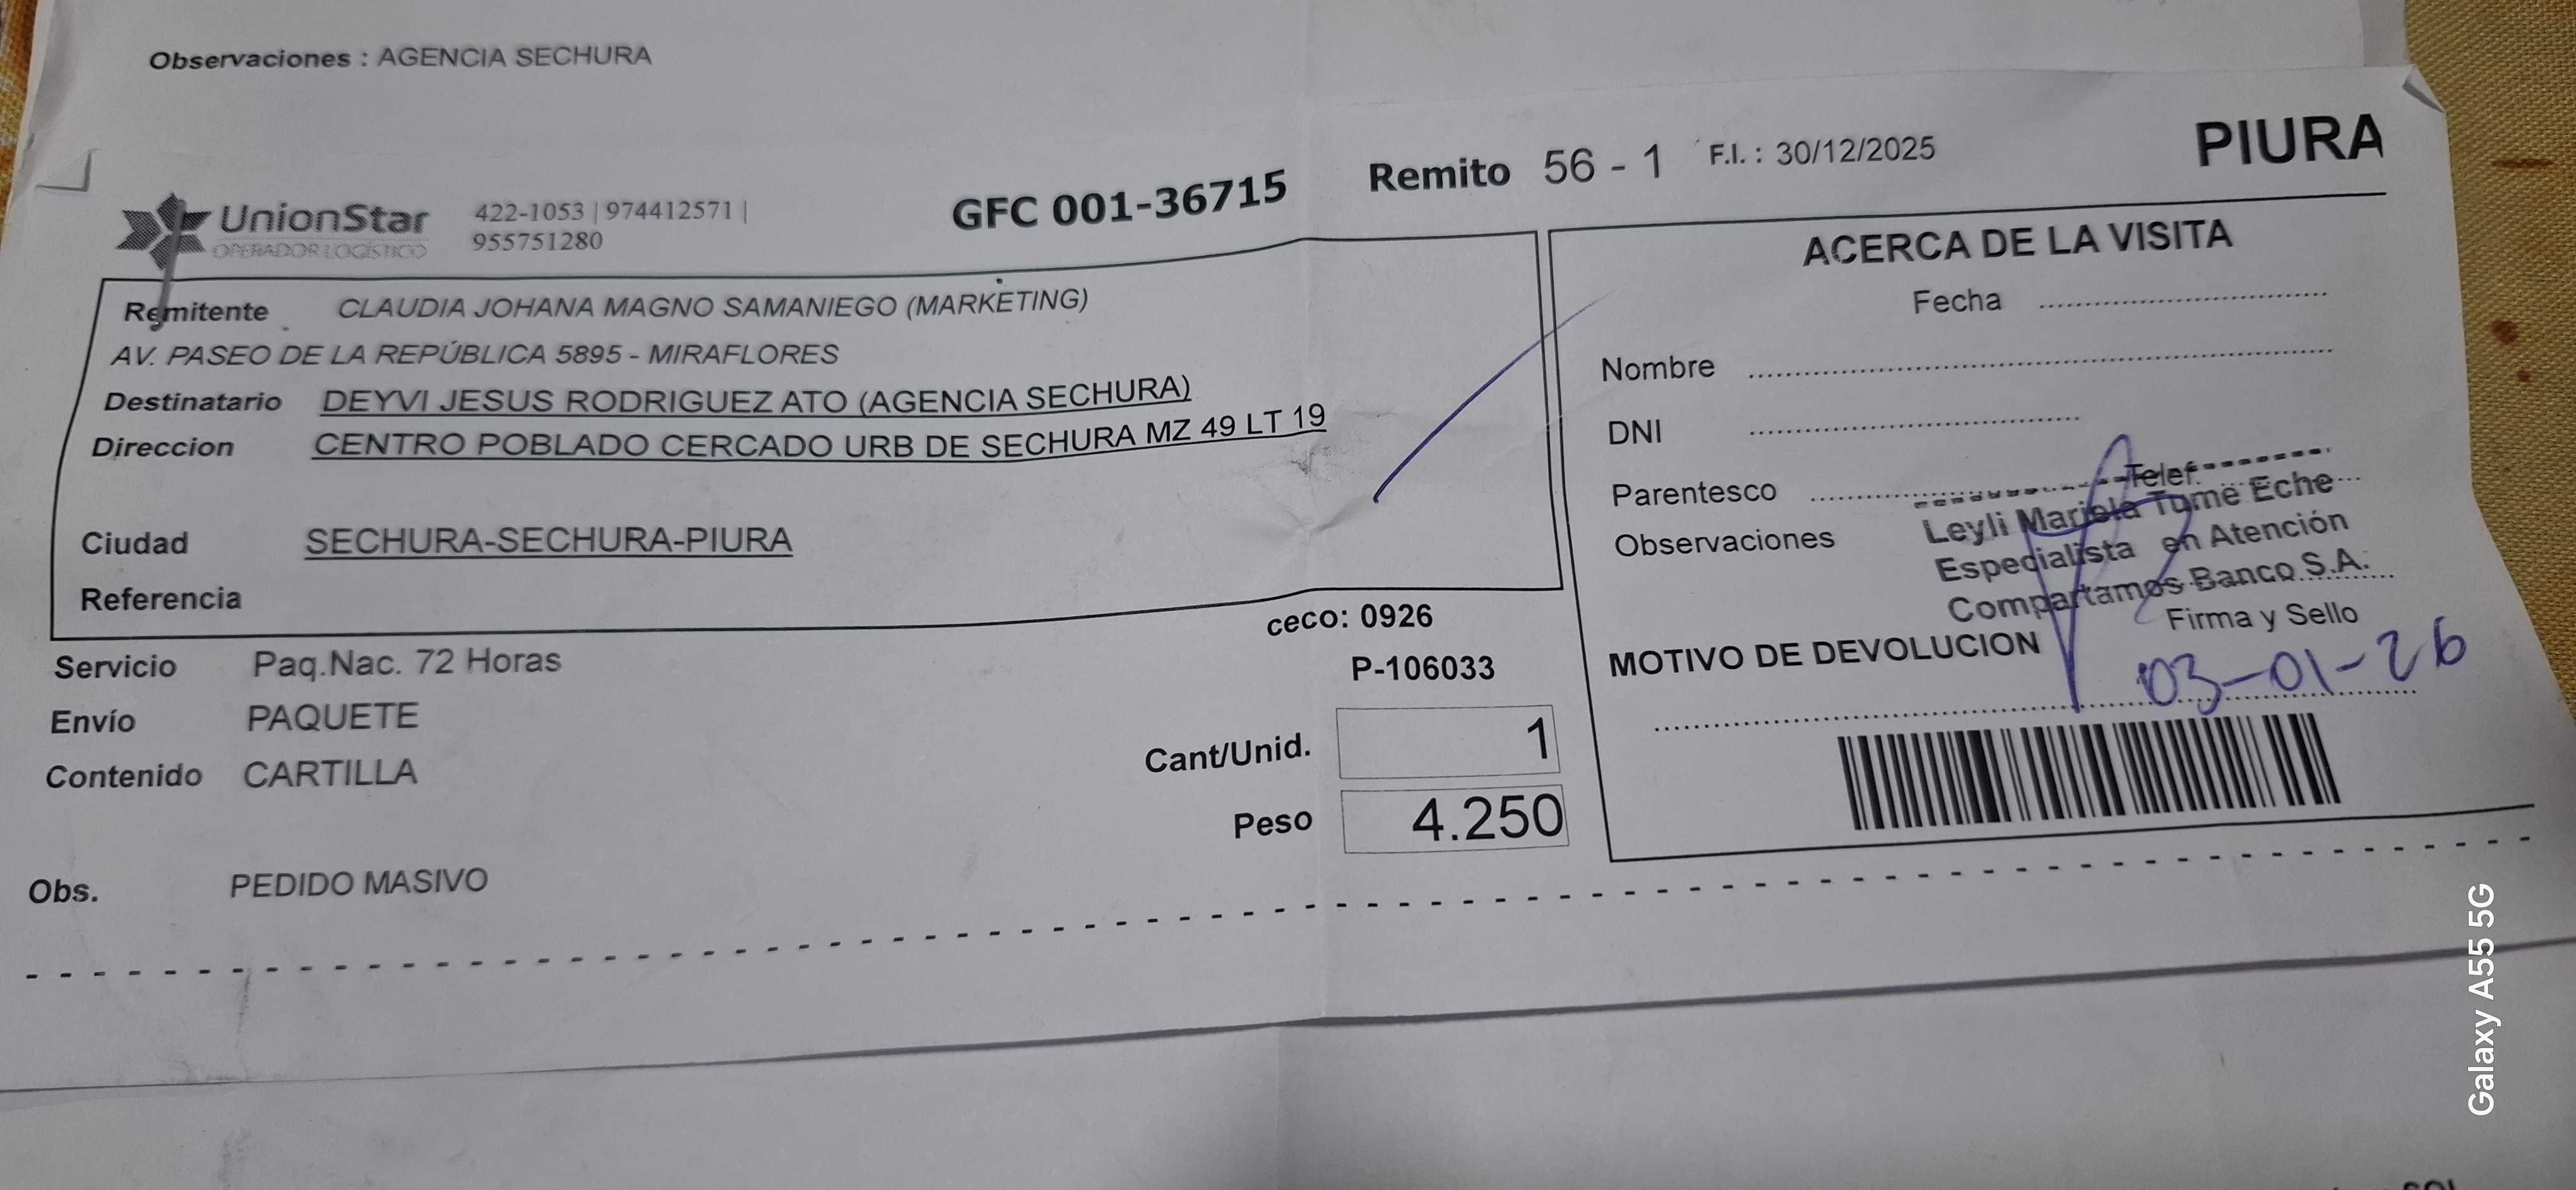 Observaciones : AGENCIA SECHURA
UnionStar
OPERADOR LOGÍSTICO
422-1053 | 974412571 |
955751280
GFC 001-36715
Remito 56 - 1
F.I. : 30/12/2025
PIURA
Remitente CLAUDIA JOHANA MAGNO SAMANIEGO (MARKETING)
AV. PASEO DE LA REPÚBLICA 5895 - MIRAFLORES
Destinatario DEYVI JESUS RODRIGUEZ ATO (AGENCIA SECHURA)
Direccion CENTRO POBLADO CERCADO URB DE SECHURA MZ 49 LT 19
Ciudad SECHURA-SECHURA-PIURA
Referencia
ceco: 0926
Servicio Paq.Nac. 72 Horas
P-106033
Envío PAQUETE
Cant/Unid. 1
Contenido CARTILLA
Peso 4.250
Obs. PEDIDO MASIVO
ACERCA DE LA VISITA
Fecha
Nombre
DNI
Parentesco Telef.
Observaciones
Leyli Mariela Tume Eche
Especialista en Atención
Compartamos Banco S.A.
Firma y Sello
MOTIVO DE DEVOLUCION
03-01-26
Galaxy A55 5G